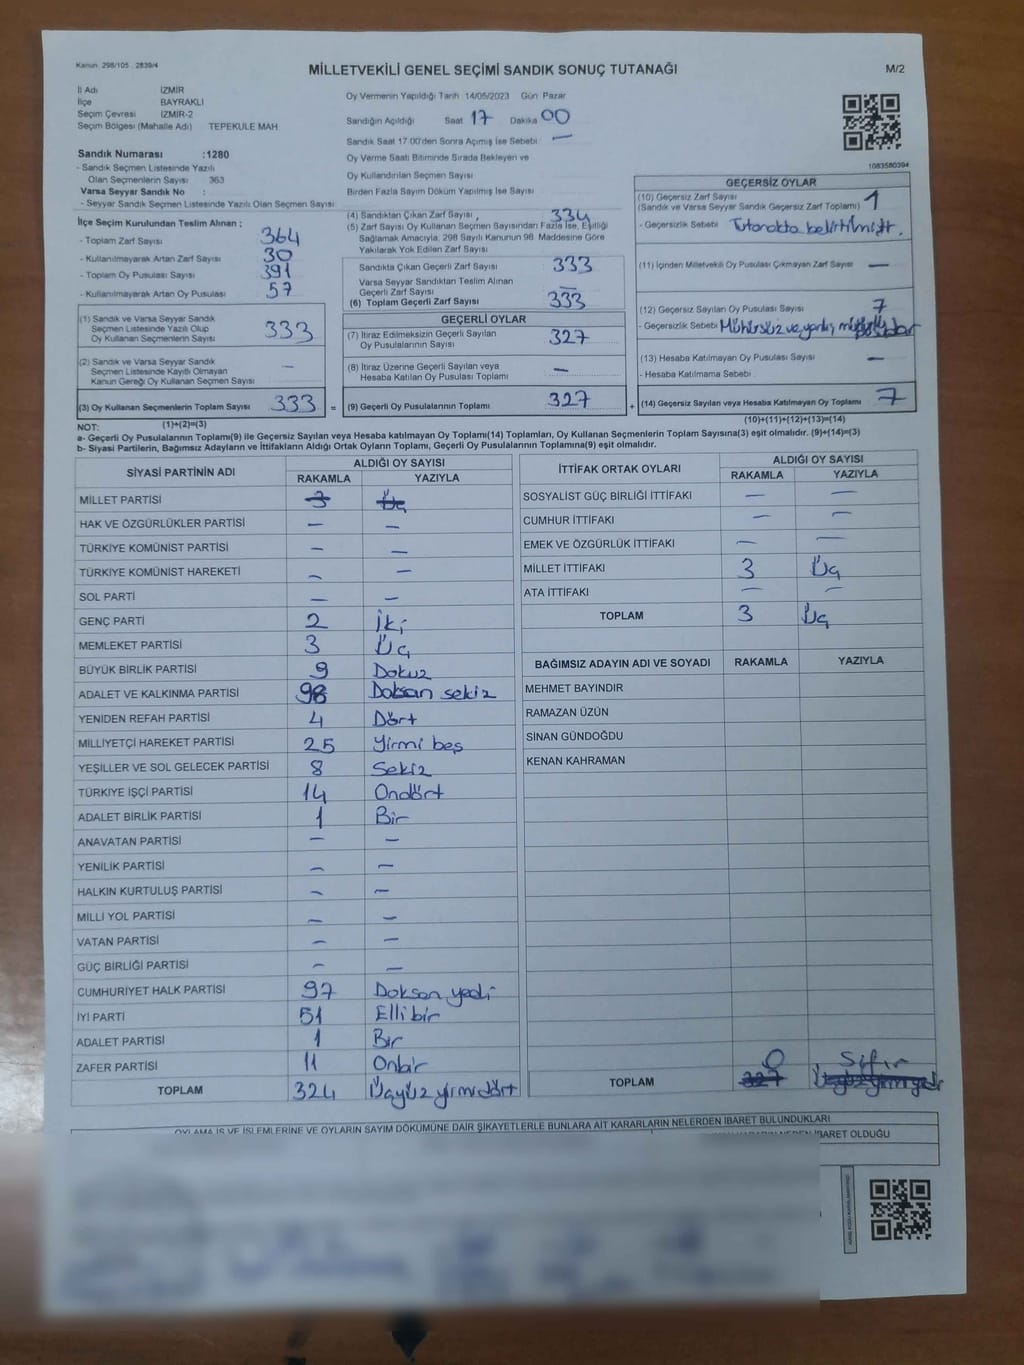 Kanun 298/105 . 2839/4
MİLLETVEKİLİ GENEL SEÇİMİ SANDIK SONUÇ TUTANAĞI
M/2
İl Adı İZMİR
İlçe BAYRAKLI
Seçim Çevresi İZMİR-2
Seçim Bölgesi (Mahalle Adı) TEPEKULE MAH
Sandık Numarası :1280
- Sandık Seçmen Listesinde Yazılı
Olan Seçmenlerin Sayısı 363
Varsa Seyyar Sandık No :
- Seyyar Sandık Seçmen Listesinde Yazılı Olan Seçmen Sayısı
Oy Vermenin Yapıldığı Tarih 14/05/2023 Gün Pazar
Sandığın Açıldığı Saat 17 Dakika 00
Sandık Saat 17:00'den Sonra Açımış İse Sebebi —
Oy Verme Saati Bitiminde Sırada Bekleyen ve
Oy Kullandırılan Seçmen Sayısı
Birden Fazla Sayım Döküm Yapılmış İse Sayısı
1083580394
İlçe Seçim Kurulundan Teslim Alınan :
- Toplam Zarf Sayısı 364
- Kullanılmayarak Artan Zarf Sayısı 30
- Toplam Oy Pusulası Sayısı 391
- Kullanılmayarak Artan Oy Pusulası 57
(1) Sandık ve Varsa Seyyar Sandık
Seçmen Listesinde Yazılı Olup
Oy Kullanan Seçmenlerin Sayısı 333
(2) Sandık ve Varsa Seyyar Sandık
Seçmen Listesinde Kayıtlı Olmayan
Kanun Gereği Oy Kullanan Seçmen Sayısı —
(3) Oy Kullanan Seçmenlerin Toplam Sayısı 333 =
(1)+(2)=(3)
(4) Sandıktan Çıkan Zarf Sayısı 334
(5) Zarf Sayısı Oy Kullanan Seçmen Sayısından Fazla İse, Eşitliği
Sağlamak Amacıyla, 298 Sayılı Kanunun 98. Maddesine Göre
Yakılarak Yok Edilen Zarf Sayısı
Sandıkta Çıkan Geçerli Zarf Sayısı 333
Varsa Seyyar Sandıktan Teslim Alınan
Geçerli Zarf Sayısı —
(6) Toplam Geçerli Zarf Sayısı 333
GEÇERLİ OYLAR
(7) İtiraz Edilmeksizin Geçerli Sayılan
Oy Pusulalarının Sayısı 327
(8) İtiraz Üzerine Geçerli Sayılan veya
Hesaba Katılan Oy Pusulası Toplamı —
(9) Geçerli Oy Pusulalarının Toplamı 327 +
GEÇERSİZ OYLAR
(10) Geçersiz Zarf Sayısı
(Sandık ve Varsa Seyyar Sandık Geçersiz Zarf Toplamı) 1
- Geçersizlik Sebebi Tutanakta belirtilmiştir.
(11) İçinden Milletvekili Oy Pusulası Çıkmayan Zarf Sayısı —
(12) Geçersiz Sayılan Oy Pusulası Sayısı 7
- Geçersizlik Sebebi Mühürsüz ve yanlış
(13) Hesaba Katılmayan Oy Pusulası Sayısı —
- Hesaba Katılmama Sebebi
(14) Geçersiz Sayılan veya Hesaba Katılmayan Oy Toplamı 7
(10)+(11)+(12)+(13)=(14)
NOT:
a- Geçerli Oy Pusulalarının Toplamı(9) ile Geçersiz Sayılan veya Hesaba katılmayan Oy Toplamı(14) Toplamları, Oy Kullanan Seçmenlerin Toplam Sayısına(3) eşit olmalıdır. (9)+(14)=(3)
b- Siyasi Partilerin, Bağımsız Adayların ve İttifakların Aldığı Ortak Oyların Toplamı, Geçerli Oy Pusulalarının Toplamına(9) eşit olmalıdır.
SİYASİ PARTİNİN ADI ALDIĞI OY SAYISI
RAKAMLA YAZIYLA
MİLLET PARTİSİ 3 Üç
HAK VE ÖZGÜRLÜKLER PARTİSİ — —
TÜRKİYE KOMÜNİST PARTİSİ — —
TÜRKİYE KOMÜNİST HAREKETİ — —
SOL PARTİ — —
GENÇ PARTİ 2 İki
MEMLEKET PARTİSİ 3 Üç
BÜYÜK BİRLİK PARTİSİ 9 Dokuz
ADALET VE KALKINMA PARTİSİ 98 Doksan sekiz
YENİDEN REFAH PARTİSİ 4 Dört
MİLLİYETÇİ HAREKET PARTİSİ 25 Yirmi beş
YEŞİLLER VE SOL GELECEK PARTİSİ 8 Sekiz
TÜRKİYE İŞÇİ PARTİSİ 14 Ondört
ADALET BİRLİK PARTİSİ 1 Bir
ANAVATAN PARTİSİ — —
YENİLİK PARTİSİ — —
HALKIN KURTULUŞ PARTİSİ — —
MİLLİ YOL PARTİSİ — —
VATAN PARTİSİ — —
GÜÇ BİRLİĞİ PARTİSİ — —
CUMHURİYET HALK PARTİSİ 97 Doksan yedi
İYİ PARTİ 51 Elli bir
ADALET PARTİSİ 1 Bir
ZAFER PARTİSİ 11 Onbir
TOPLAM 324 Üçyüz yirmi dört
İTTİFAK ORTAK OYLARI ALDIĞI OY SAYISI
RAKAMLA YAZIYLA
SOSYALİST GÜÇ BİRLİĞİ İTTİFAKI — —
CUMHUR İTTİFAKI — —
EMEK VE ÖZGÜRLÜK İTTİFAKI — —
MİLLET İTTİFAKI 3 Üç
ATA İTTİFAKI — —
TOPLAM 3 Üç
BAĞIMSIZ ADAYIN ADI VE SOYADI RAKAMLA YAZIYLA
MEHMET BAYINDIR
RAMAZAN ÜZÜN
SİNAN GÜNDOĞDU
KENAN KAHRAMAN
0 Sıfır
TOPLAM 327
OYLAMA İŞ VE İŞLEMLERİNE VE OYLARIN SAYIM DÖKÜMÜNE DAİR ŞİKAYETLERLE BUNLARA AİT KARARLARIN NELERDEN İBARET BULUNDUKLARI
İBARET OLDUĞU